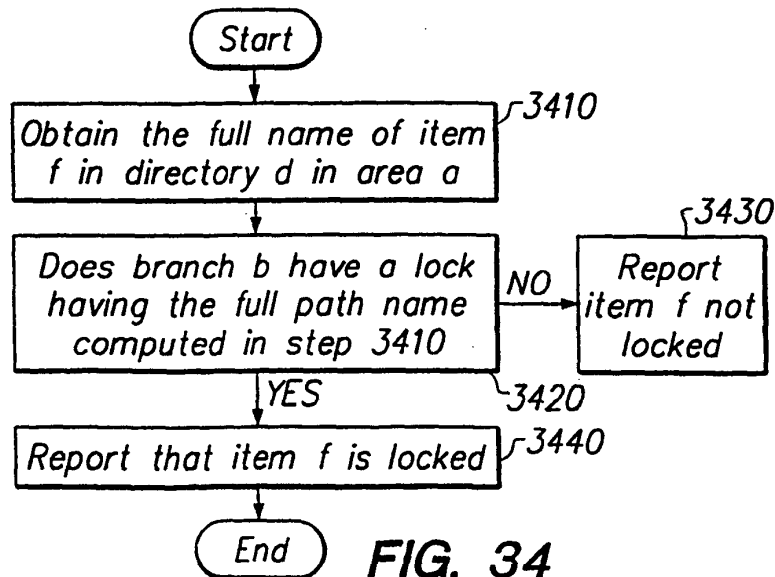 Start
3410
Obtain the full name of item
f in directory d in area a
3430
Does branch b have a lock
having the full path name
computed in step 3410
NO
Report
item f not
locked
3420
YES
3440
Report that item f is locked
End
FIG. 34